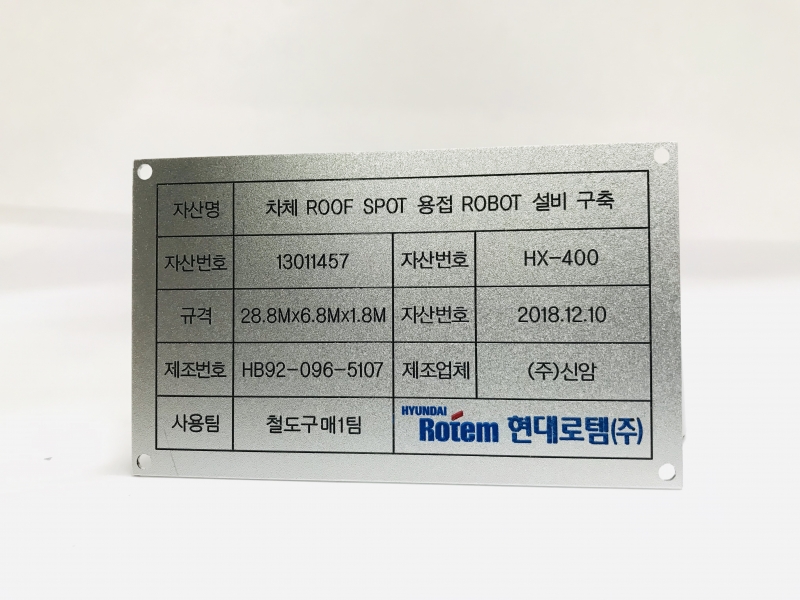 자산명 차체 ROOF SPOT 용접 ROBOT 설비 구축
자산번호 13011457 자산번호 HX-400
규격 28.8Mx6.8Mx1.8M 자산번호 2018.12.10
제조번호 HB92-096-5107 제조업체 (주)신암
사용팀 철도구매1팀 HYUNDAI Rotem 현대로템(주)